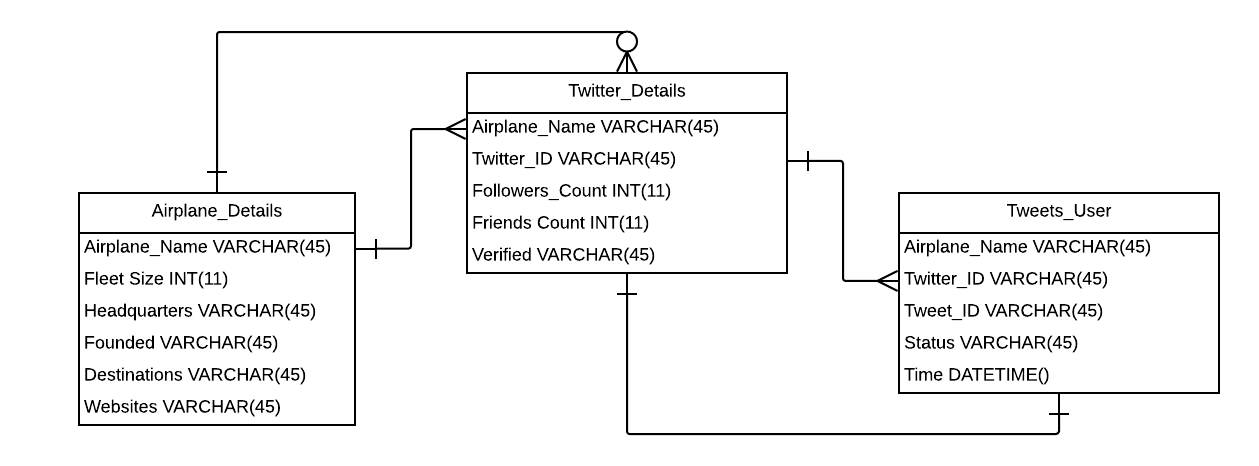 Twitter_Details
Airplane_Name VARCHAR(45)
Twitter_ID VARCHAR(45)
Followers_Count INT(11)
Friends Count INT(11)
Verified VARCHAR(45)
Airplane_Details
Airplane_Name VARCHAR(45)
Fleet Size INT(11)
Headquarters VARCHAR(45)
Founded VARCHAR(45)
Destinations VARCHAR(45)
Websites VARCHAR(45)
Tweets_User
Airplane_Name VARCHAR(45)
Twitter_ID VARCHAR(45)
Tweet_ID VARCHAR(45)
Status VARCHAR(45)
Time DATETIME()